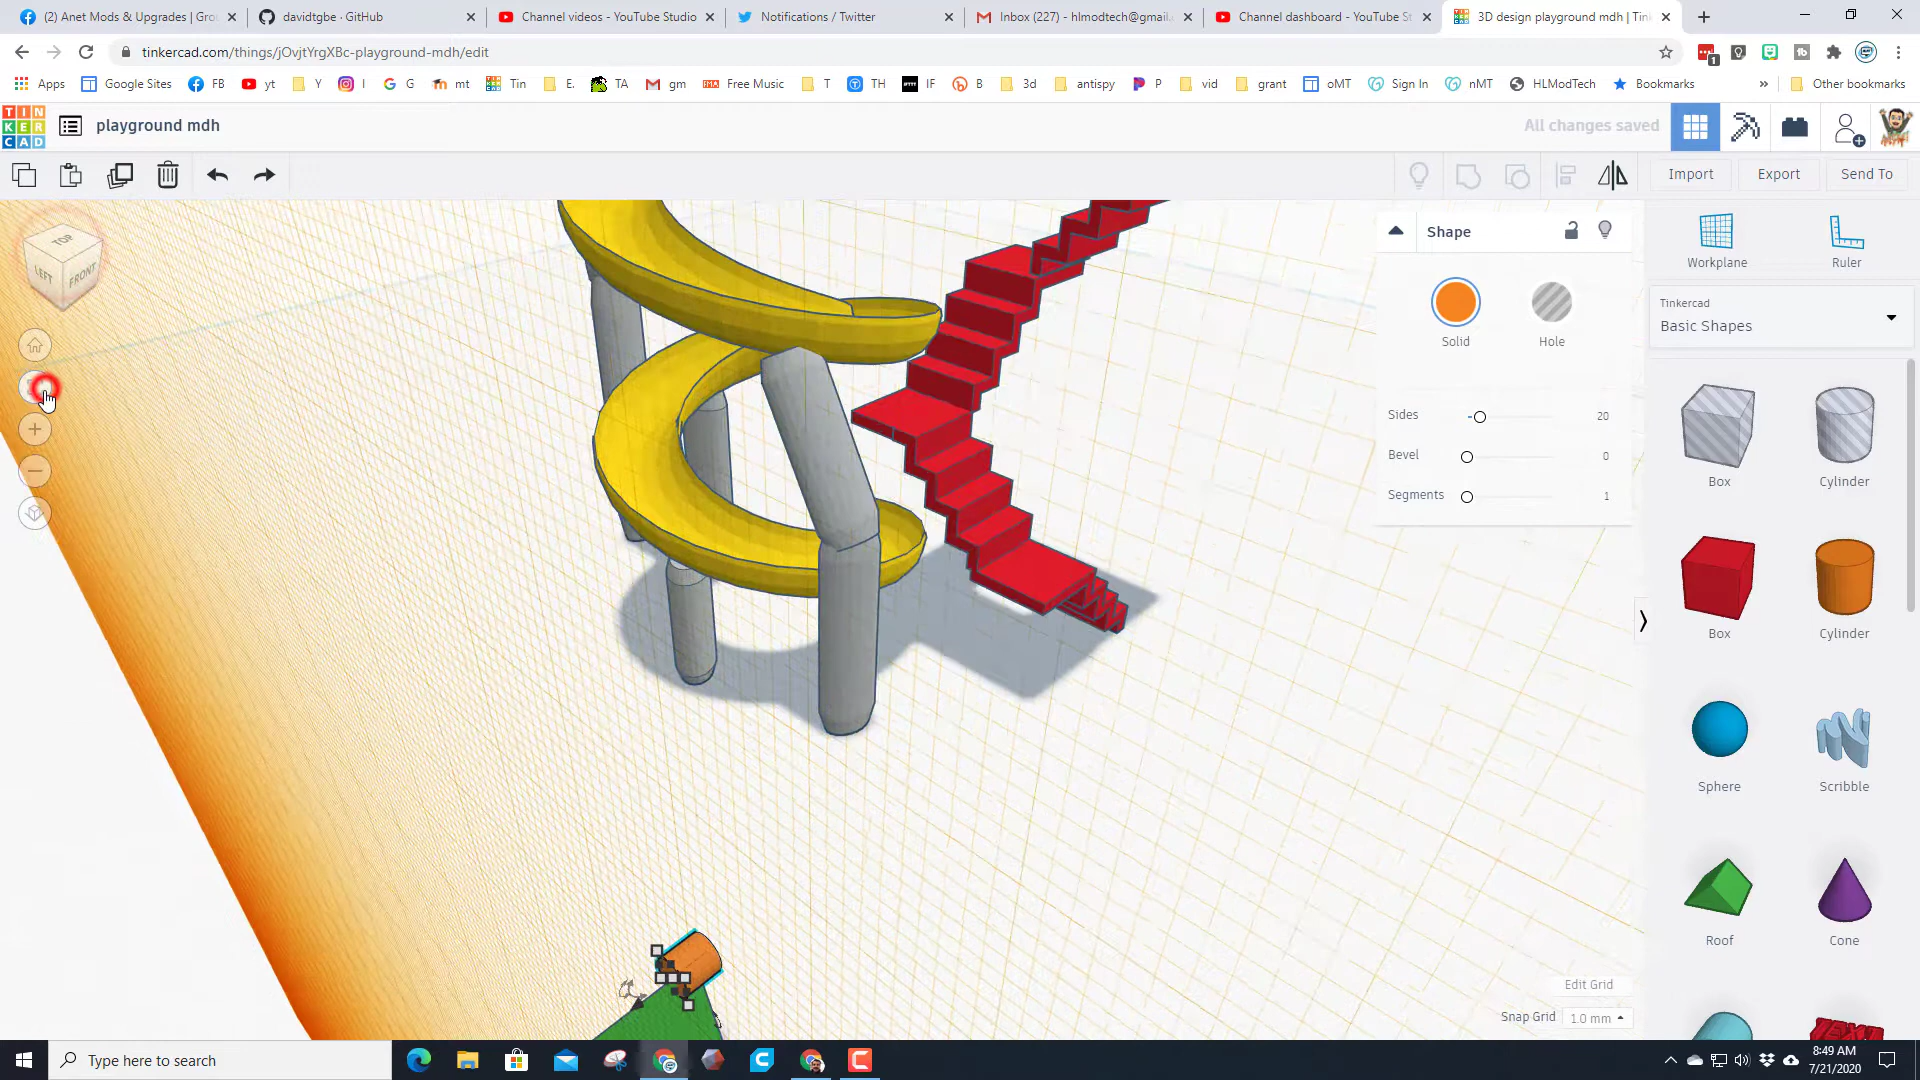 (2) Anet Mods & Upgrades | Gro
davidtgbe · GitHub
Channel videos - YouTube Studio
Notifications / Twitter
Inbox (227) - hlmodtech@gmail.
Channel dashboard - YouTube St
3D design playground mdh | Tin
tinkercad.com/things/jOvjtYrgXBc-playground-mdh/edit
1
Apps
Google Sites
FB
yt
Y
I
G
mt
Tin
E.
TA
gm
Free Music
T
TH
IF
B
3d
antispy
P
vid
grant
oMT
Sign In
nMT
HLModTech
Bookmarks
»
Other bookmarks
TIN
KER
CAD
playground mdh
All changes saved
Import
Export
Send To
TOP
LEFT
FRONT
Shape
Solid
Hole
Sides
20
Bevel
0
Segments
1
Workplane
Ruler
Tinkercad
Basic Shapes
Box
Cylinder
Box
Cylinder
Sphere
Scribble
Roof
Cone
TEXT
Edit Grid
Snap Grid
1.0 mm
Type here to search
8:49 AM
7/21/2020